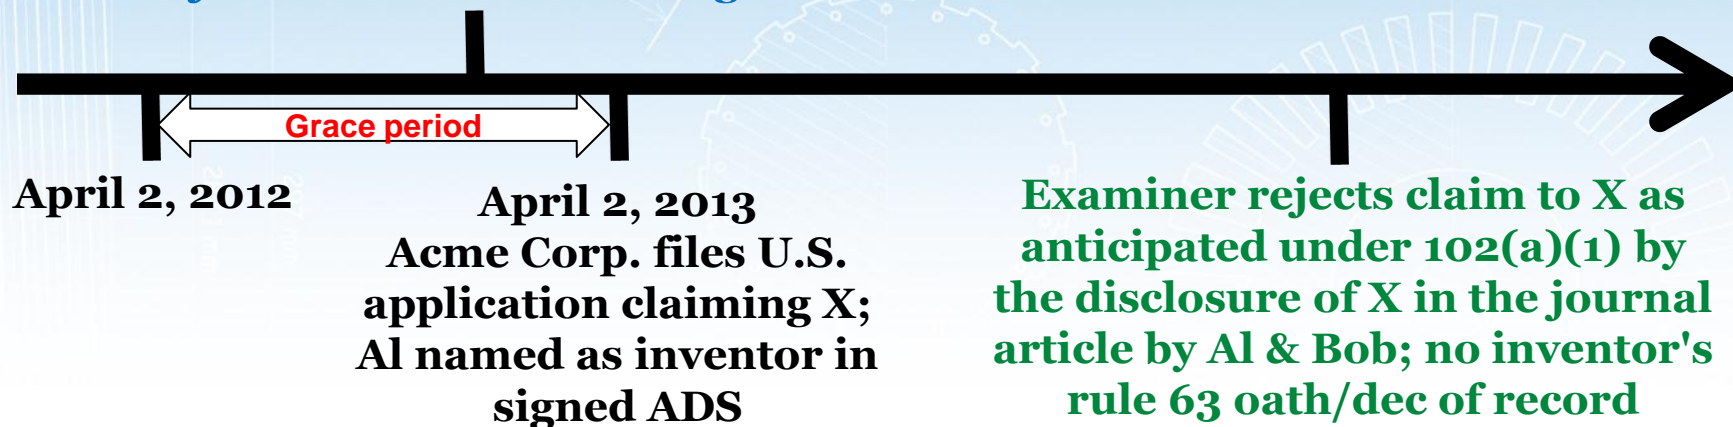 Grace period
April 2, 2012
April 2, 2013
Acme Corp. files U.S.
application claiming X;
Al named as inventor in
signed ADS
Examiner rejects claim to X as
anticipated under 102(a)(1) by
the disclosure of X in the journal
article by Al & Bob; no inventor's
rule 63 oath/dec of record